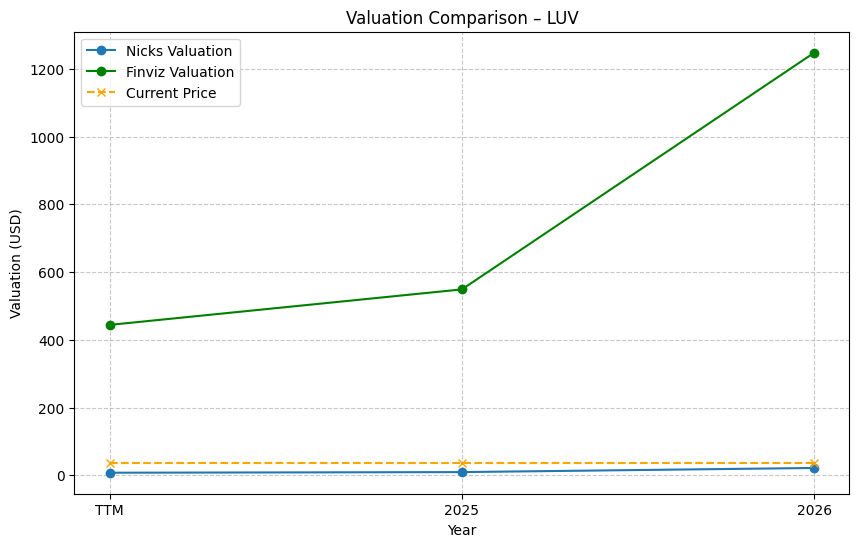 Valuation Comparison – LUV
Nicks Valuation
Finviz Valuation
Current Price
Valuation (USD)
1200
1000
800
600
400
200
0
TTM
2025
2026
Year